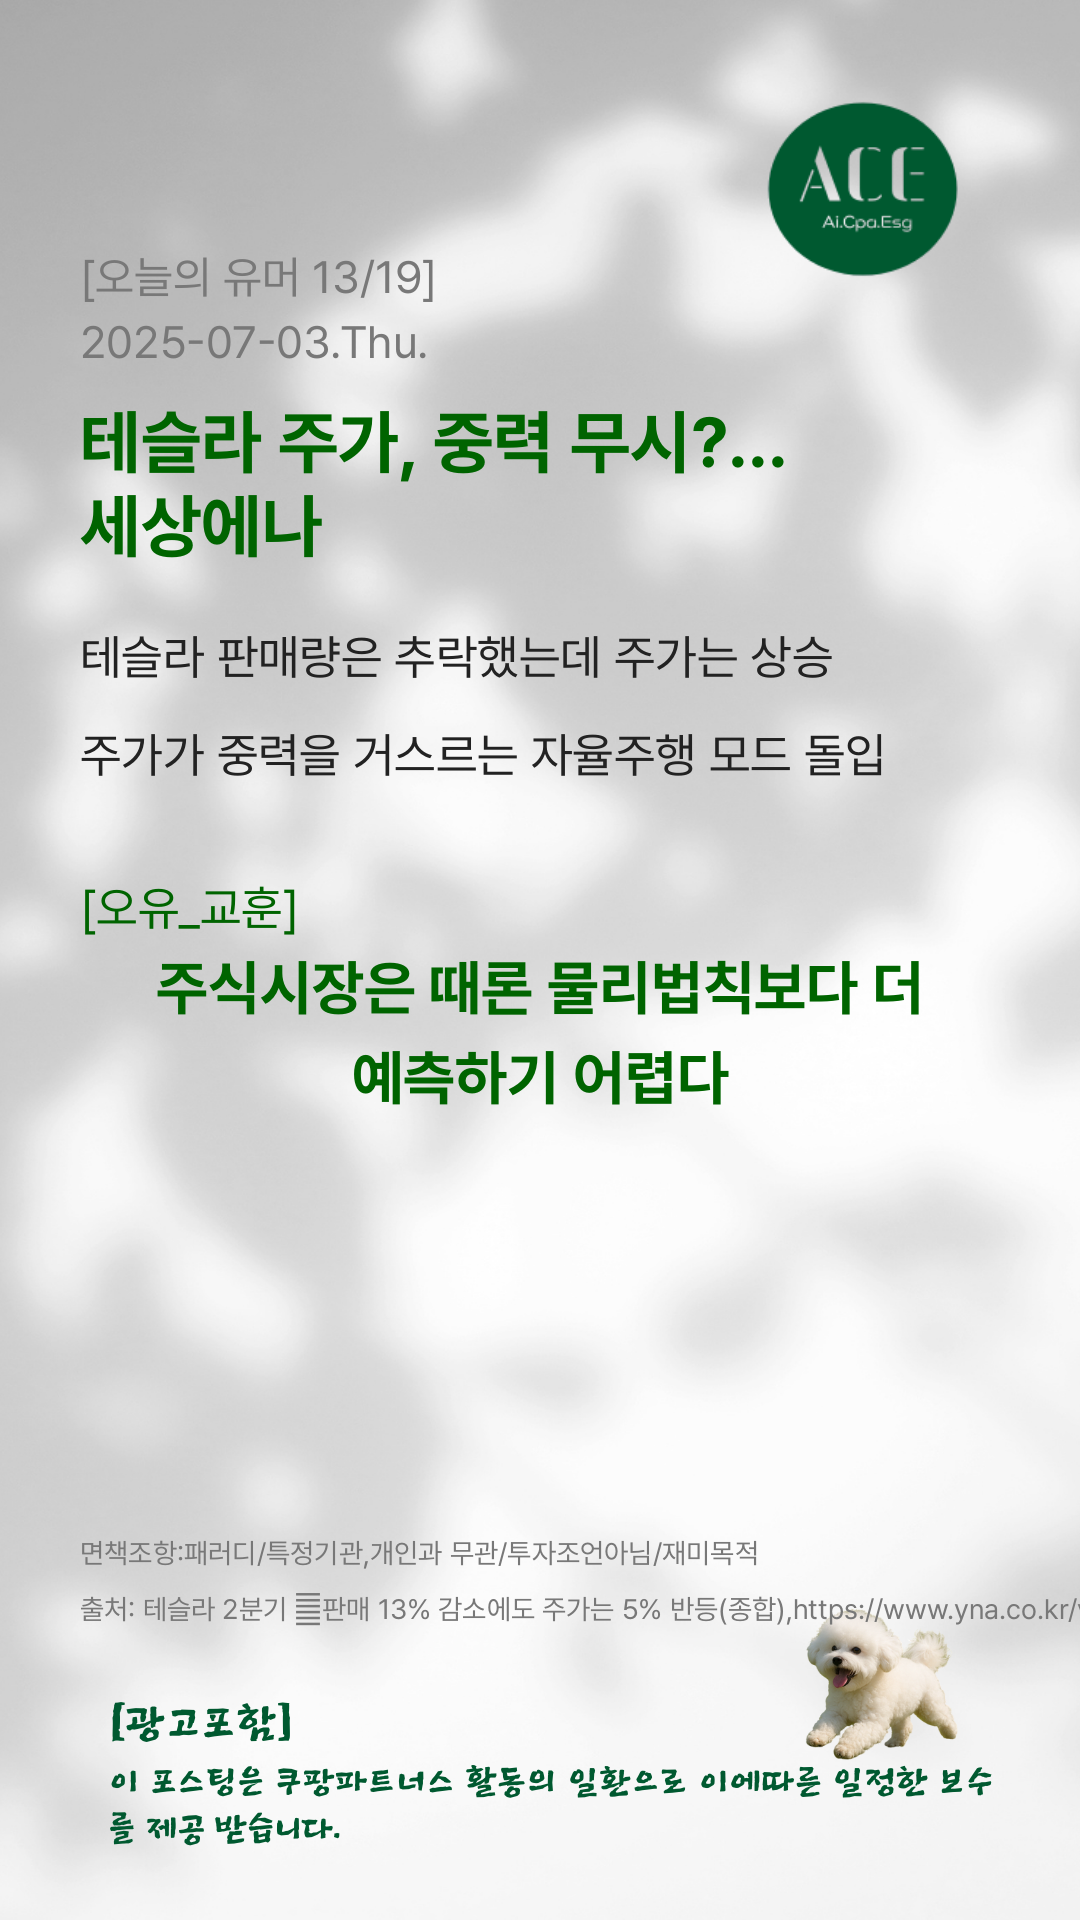 ACE
Ai.Cpa.Esg
[오늘의 유머 13/19]
2025-07-03.Thu.
테슬라 주가, 중력 무시?...
세상에나
테슬라 판매량은 추락했는데 주가는 상승
주가가 중력을 거스르는 자율주행 모드 돌입
[오유_교훈]
주식시장은 때론 물리법칙보다 더
예측하기 어렵다
면책조항:패러디/특정기관,개인과 무관/투자조언아님/재미목적
출처: 테슬라 2분기 판매 13% 감소에도 주가는 5% 반등(종합),https://www.yna.co.kr/
[광고포함]
이 포스팅은 쿠팡파트너스 활동의 일환으로 이에따른 일정한 보수
를 제공 받습니다.